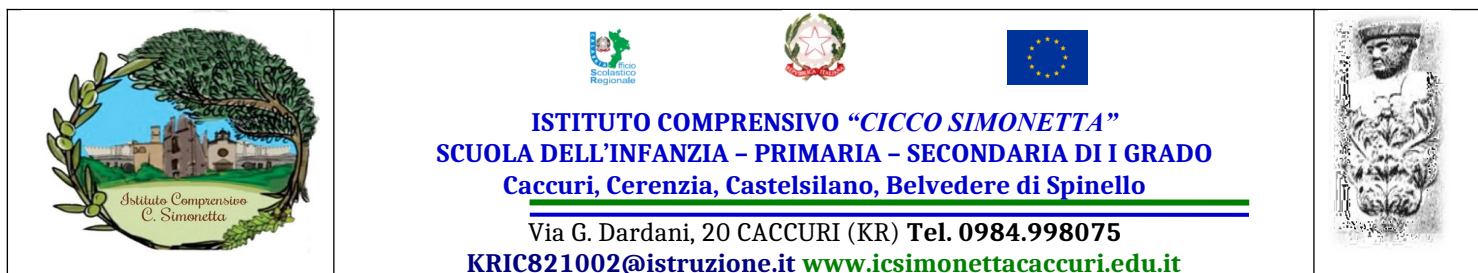 Istituto Comprensivo
C. Simonetta
Ufficio
Scolastico
Regionale
REPUBBLICA ITALIANA
ISTITUTO COMPRENSIVO “CICCO SIMONETTA”
SCUOLA DELL’INFANZIA – PRIMARIA – SECONDARIA DI I GRADO
Caccuri, Cerenzia, Castelsilano, Belvedere di Spinello
Via G. Dardani, 20 CACCURI (KR) Tel. 0984.998075
KRIC821002@istruzione.it www.icsimonettacaccuri.edu.it